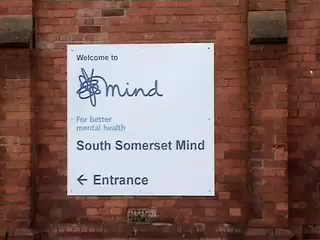 Welcome to
mind
For better
mental health
South Somerset Mind
← Entrance